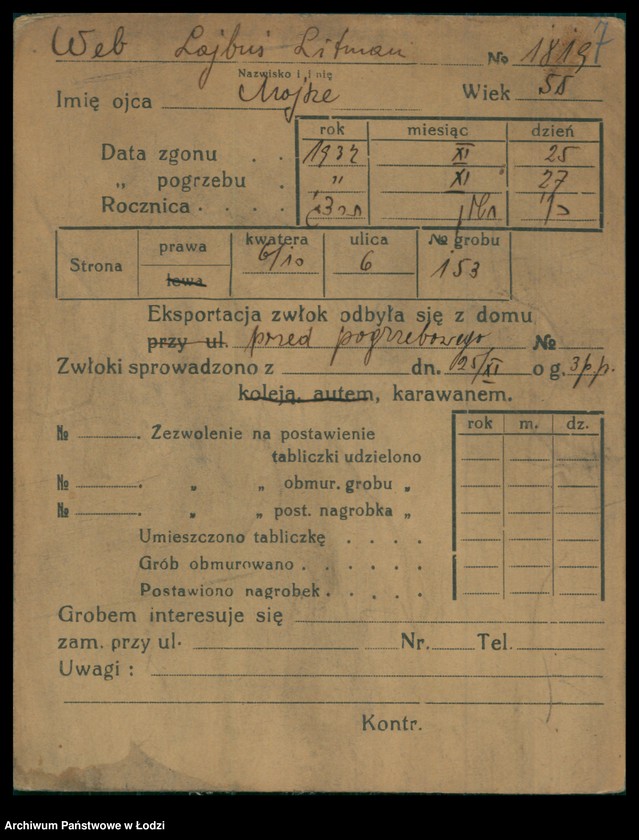 Web Lajbuś Litman № 18197
Nazwisko i imię
Imię ojca Mojże Wiek 58
rok miesiąc dzień
Data zgonu . . 1937 XI 25
„ pogrzebu . „ XI 27
Rocznica . . . .
Strona prawa lewa kwatera 6/10 ulica 6 № grobu 153
Eksportacja zwłok odbyła się z domu
przy ul. przed pogrzebowego №
Zwłoki sprowadzono z dn. 25/XI o g. 3 p.p.
koleją, autem, karawanem.
rok m. dz.
№ . Zezwolenie na postawienie
tabliczki udzielono
№ . „ „ obmur. grobu „
№ . „ „ post. nagrobka „
Umieszczono tabliczkę . . . .
Grób obmurowano . . . . . .
Postawiono nagrobek . . . . .
Grobem interesuje się
zam. przy ul. Nr. Tel.
Uwagi :
Kontr.
Archiwum Państwowe w Łodzi